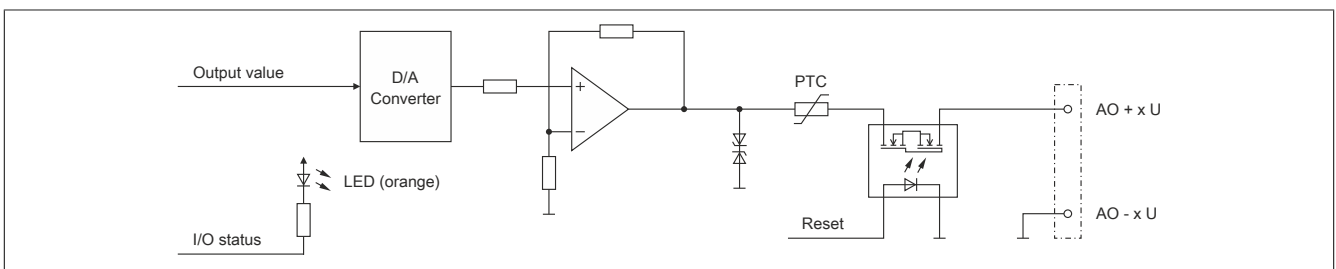 Output value
D/A
Converter
+
−
PTC
AO + x U
LED (orange)
AO - x U
Reset
I/O status